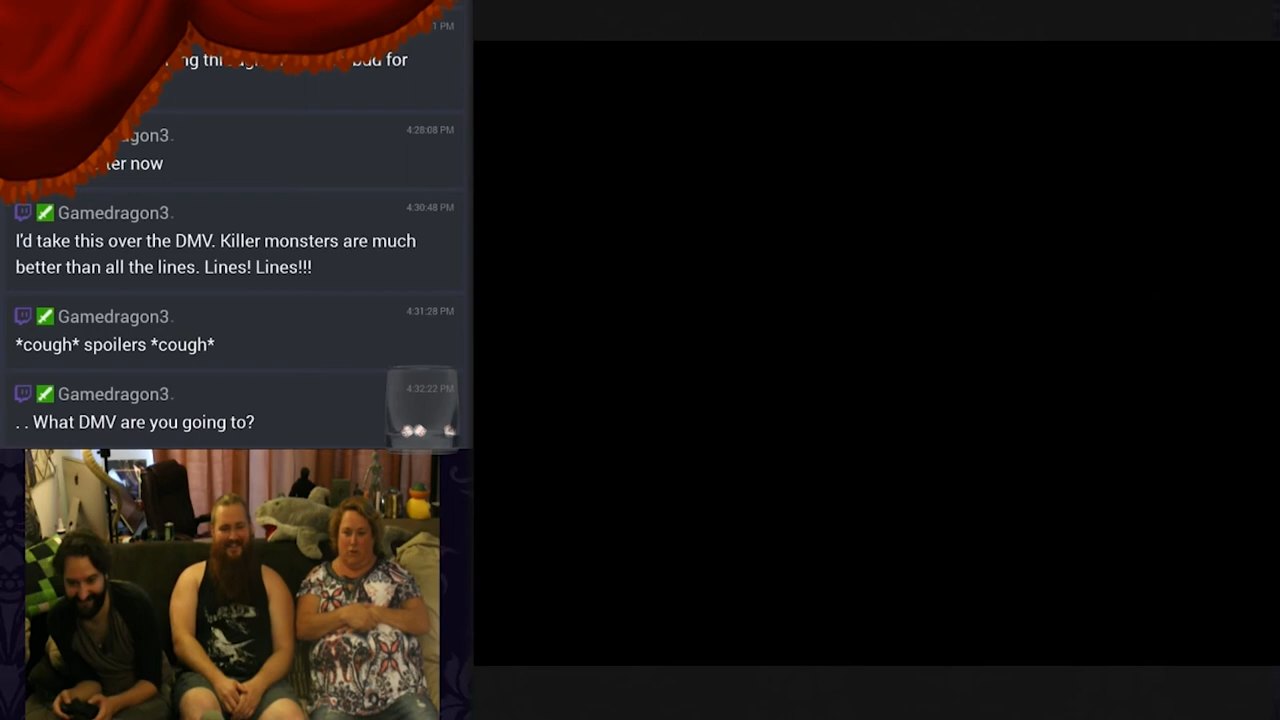 1 PM
for
4:28:08 PM
now
Gamedragon3.
4:30:48 PM
I'd take this over the DMV. Killer monsters are much
better than all the lines. Lines! Lines!!!
Gamedragon3.
4:31:28 PM
*cough* spoilers *cough*
Gamedragon3.
4:32:22 PM
. . What DMV are you going to?